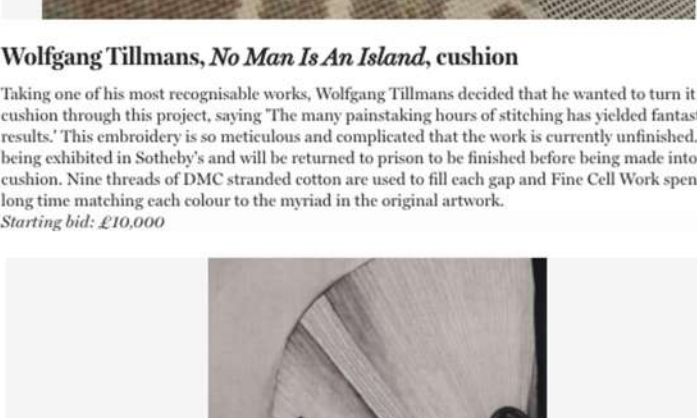 Wolfgang Tillmans, No Man Is An Island, cushion
Taking one of his most recognisable works, Wolfgang Tillmans decided that he wanted to turn it
cushion through this project, saying 'The many painstaking hours of stitching has yielded
results.' This embroidery is so meticulous and complicated that the work is currently unfinished,
being exhibited in Sotheby's and will be returned to prison to be finished before being made into
cushion. Nine threads of DMC stranded cotton are used to fill each gap and Fine Cell Work
long time matching each colour to the myriad in the original artwork.
Starting bid: £10,000